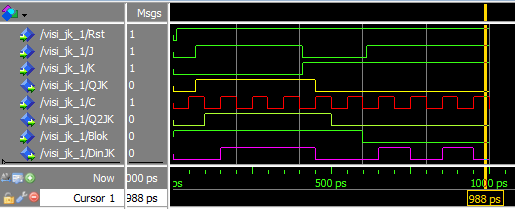 Msgs
/visi_jk_1/Rst 1
/visi_jk_1/J 1
/visi_jk_1/K 1
/visi_jk_1/QJK 0
/visi_jk_1/C 1
/visi_jk_1/Q2JK 0
/visi_jk_1/Blok 0
/visi_jk_1/DinJK 0
Now 000 ps ps 500 ps 1000 ps
Cursor 1 988 ps 988 ps